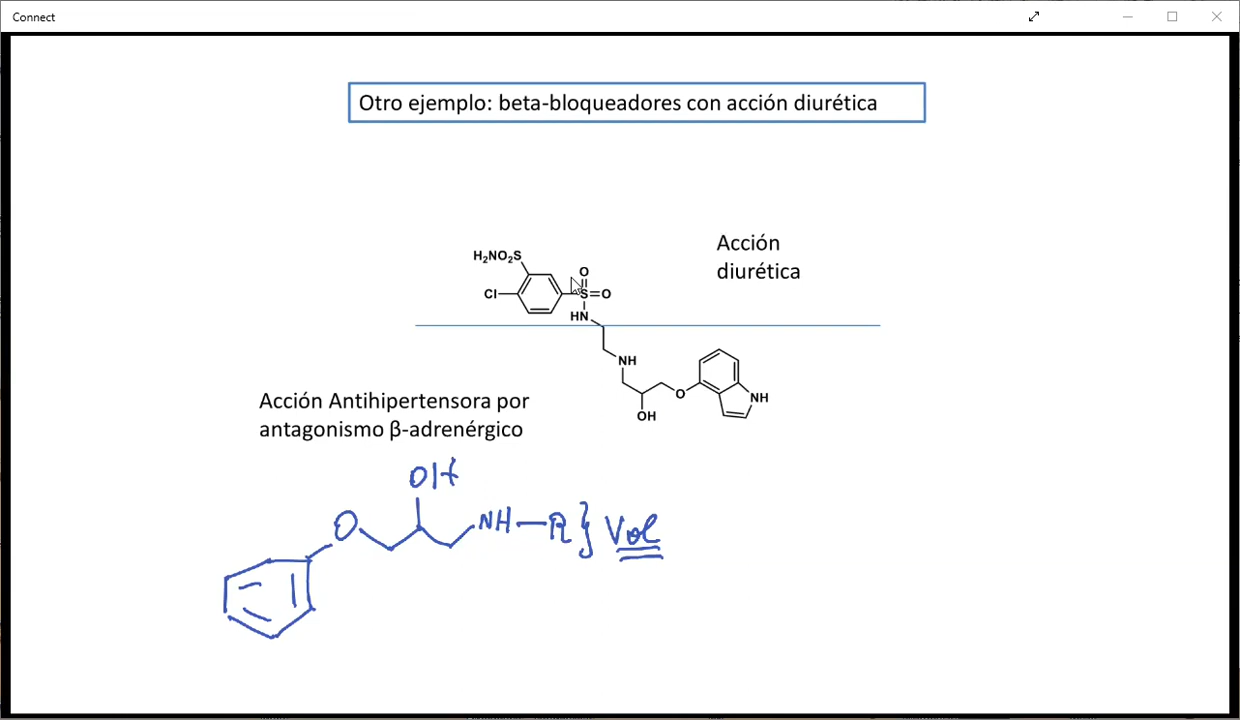 Connect
Otro ejemplo: beta-bloqueadores con acción diurética
Acción
diurética
H₂NO₂S
O
Cl
S=O
HN
NH
O
NH
OH
Acción Antihipertensora por
antagonismo β-adrenérgico
OH
O
NH—R} Vol